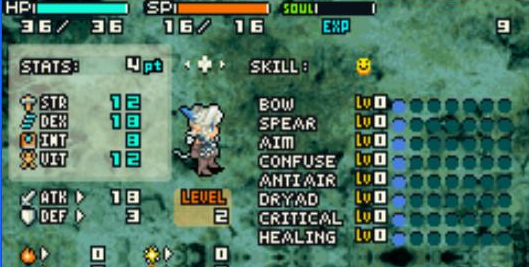 HP SP SOUL
36/ 36 16/ 16 EXP 9
STATS: 4pt SKILL:
STR 12
DEX 18
INT 8
VIT 12
ATK 18
DEF 3
LEVEL
2
0 0
BOW Lv0
SPEAR Lv0
AIM Lv0
CONFUSE Lv0
ANTIAIR Lv0
DRYAD Lv0
CRITICAL Lv0
HEALING Lv0